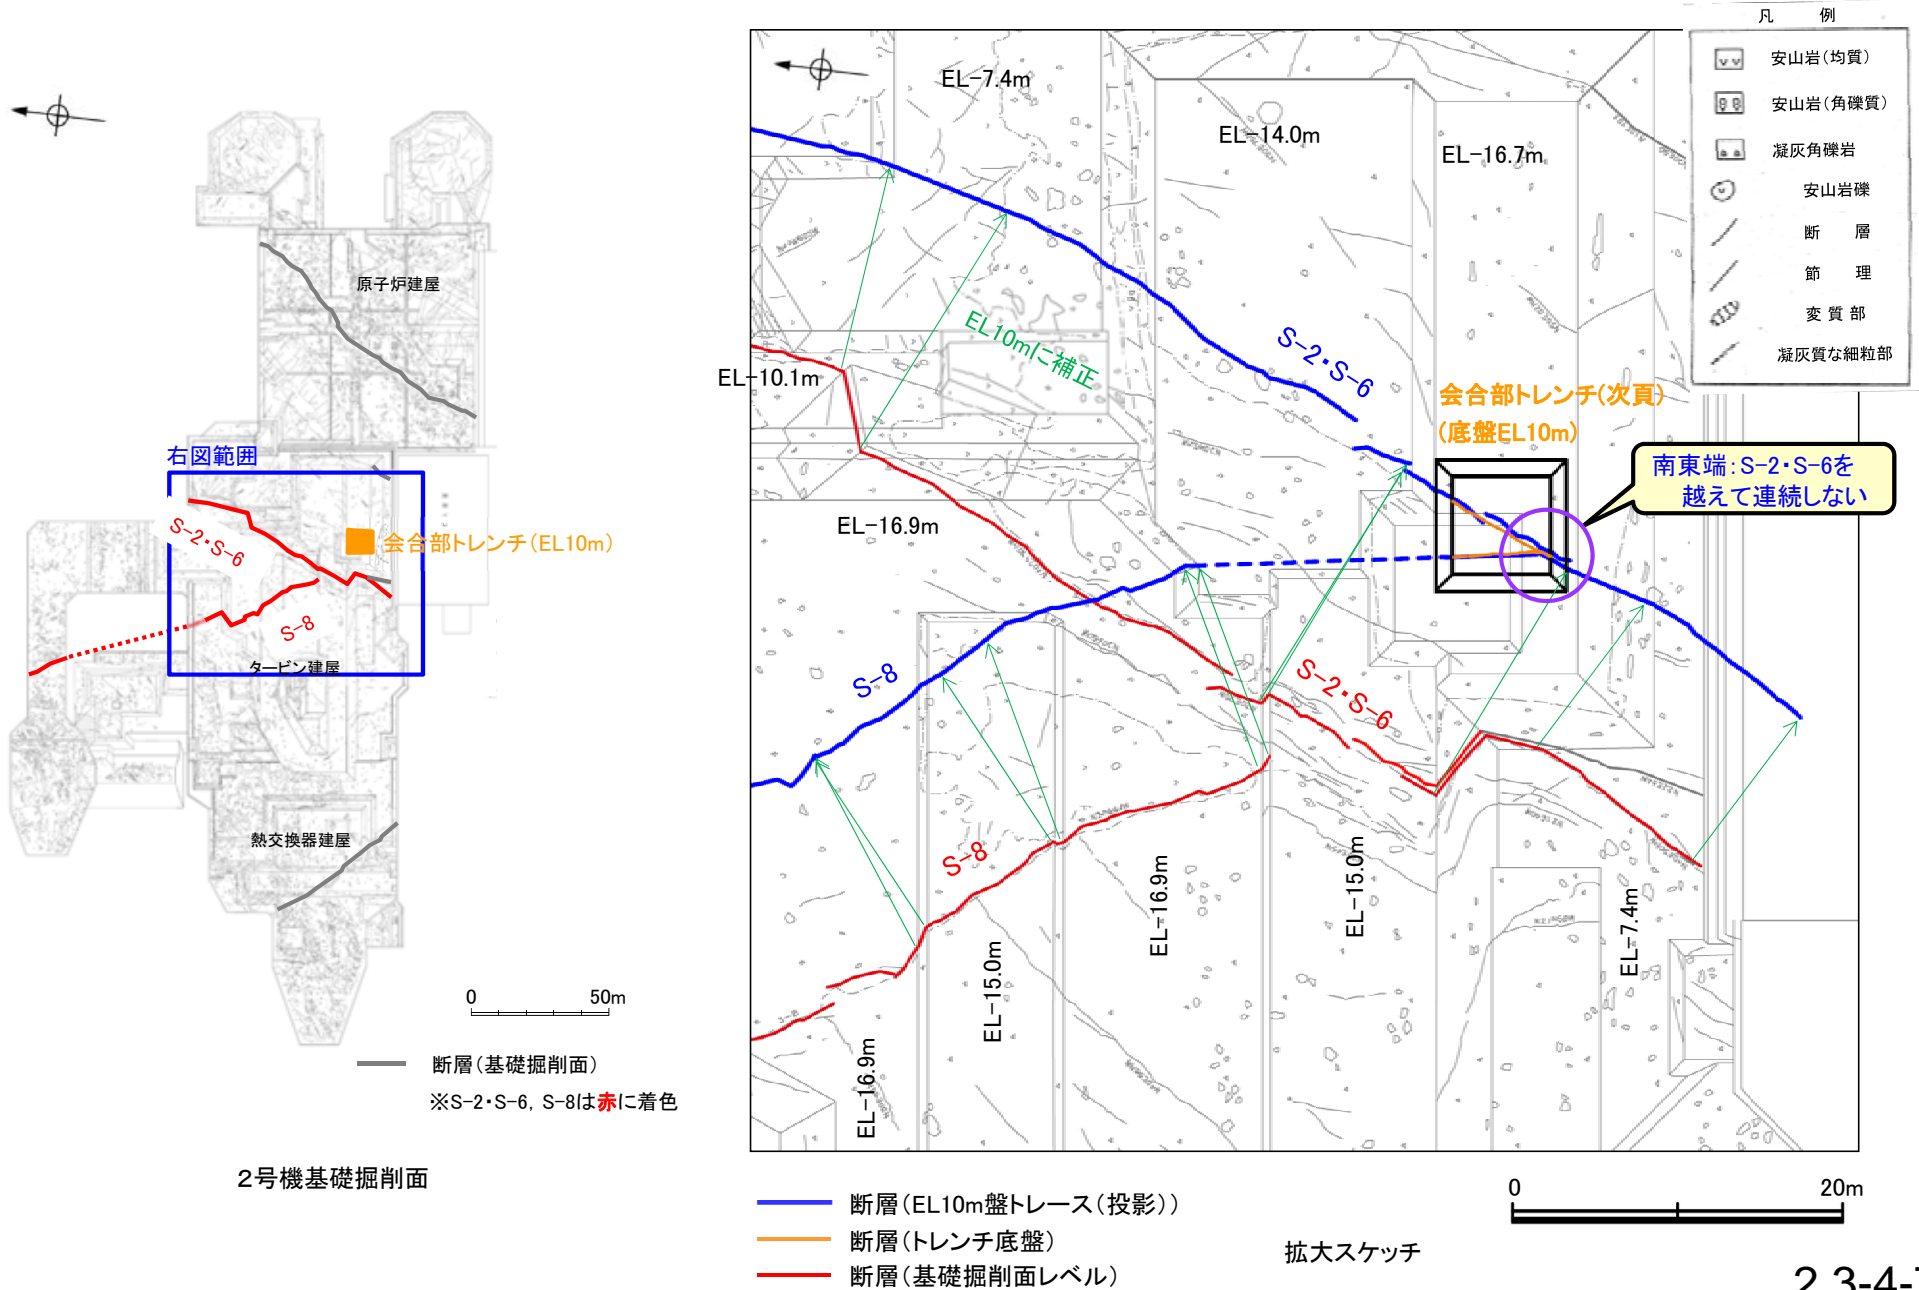 原子炉建屋
右図範囲
S-2・S-6
会合部トレンチ(EL10m)
S-8
タービン建屋
熱交換器建屋
0 50m
断層(基礎掘削面)
※S-2・S-6, S-8は赤に着色
2号機基礎掘削面
EL-7.4m
EL-14.0m
EL-16.7m
EL10mに補正
S-2・S-6
EL-10.1m
会合部トレンチ(次頁)
(底盤EL10m)
南東端:S-2・S-6を
越えて連続しない
EL-16.9m
S-8
S-2・S-6
S-8
EL-16.9m
EL-15.0m
EL-15.0m
EL-7.4m
EL-16.9m
凡 例
安山岩(均質)
安山岩(角礫質)
凝灰角礫岩
安山岩礫
断 層
節 理
変質部
凝灰質な細粒部
断層(EL10m盤トレース(投影))
断層(トレンチ底盤)
断層(基礎掘削面レベル)
拡大スケッチ
0 20m